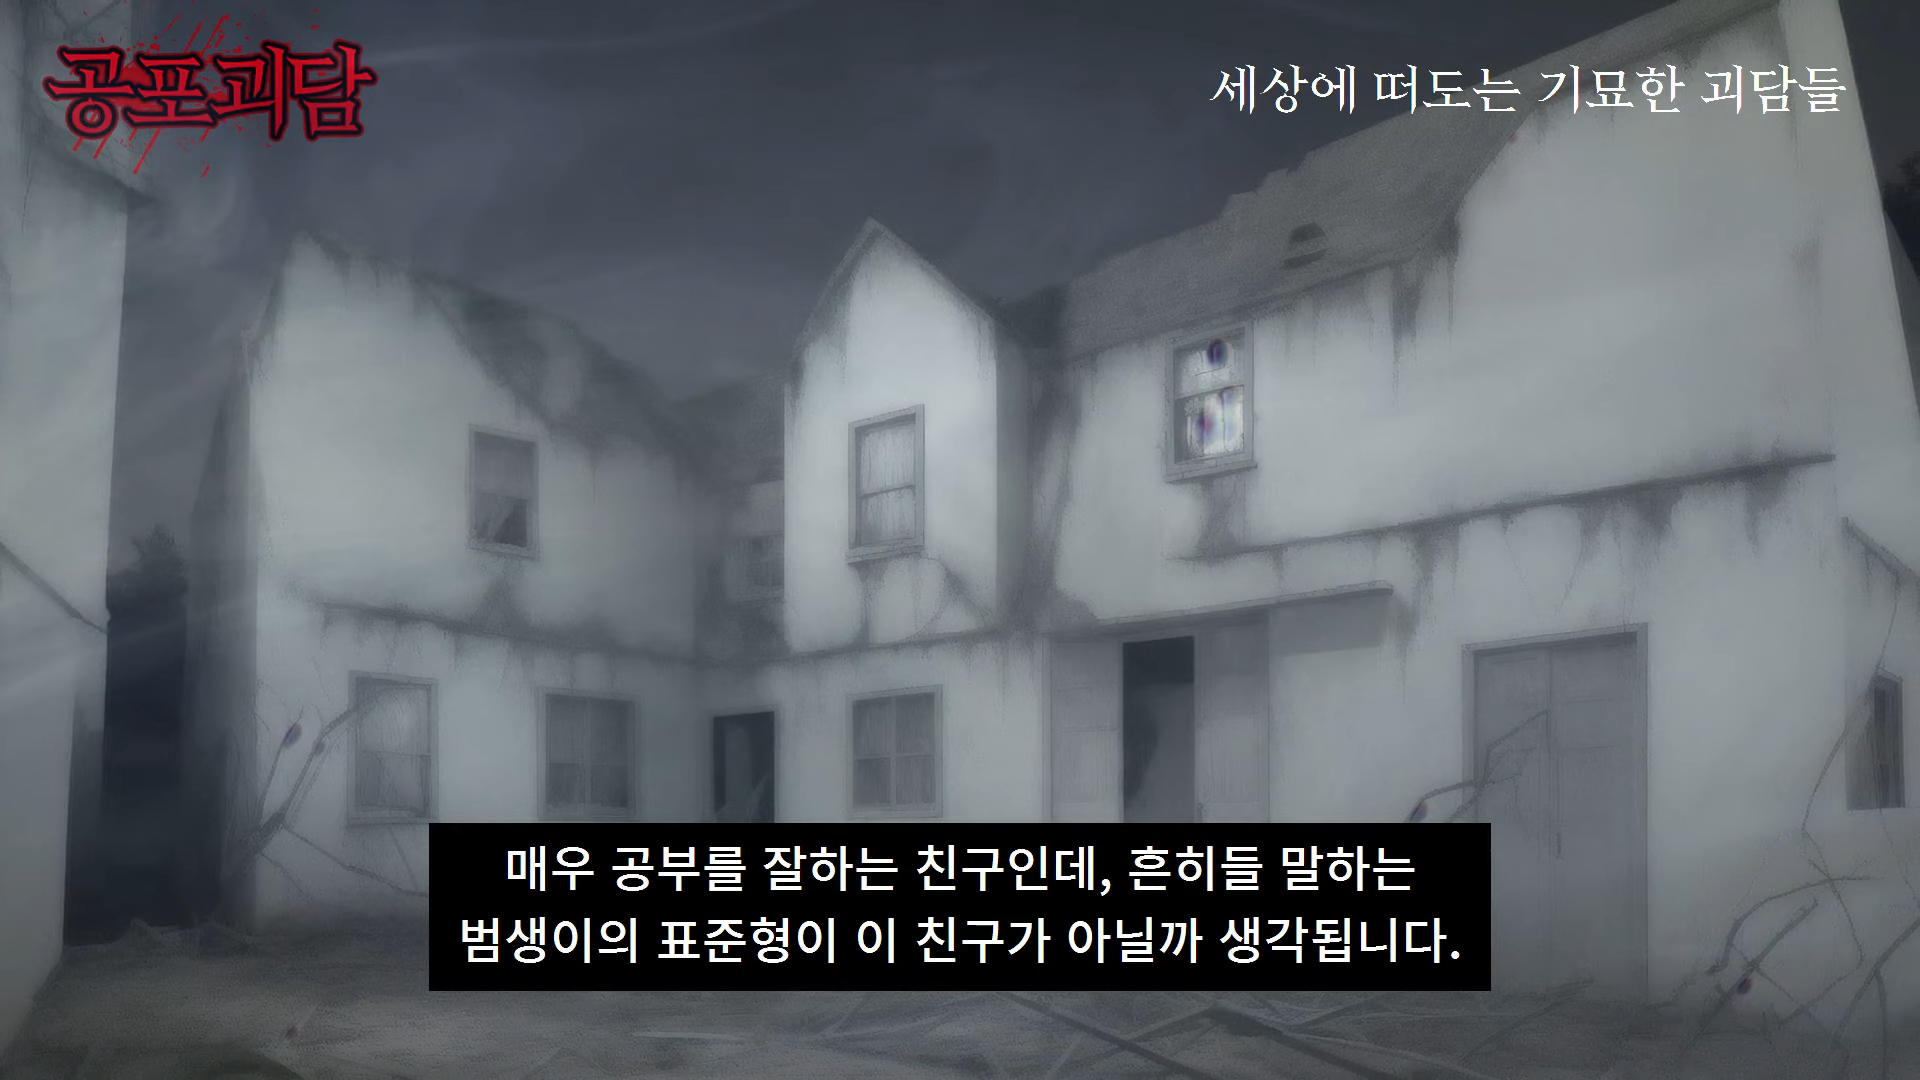 공포괴담
세상에 떠도는 기묘한 괴담들
매우 공부를 잘하는 친구인데, 흔히들 말하는
범생이의 표준형이 이 친구가 아닐까 생각됩니다.